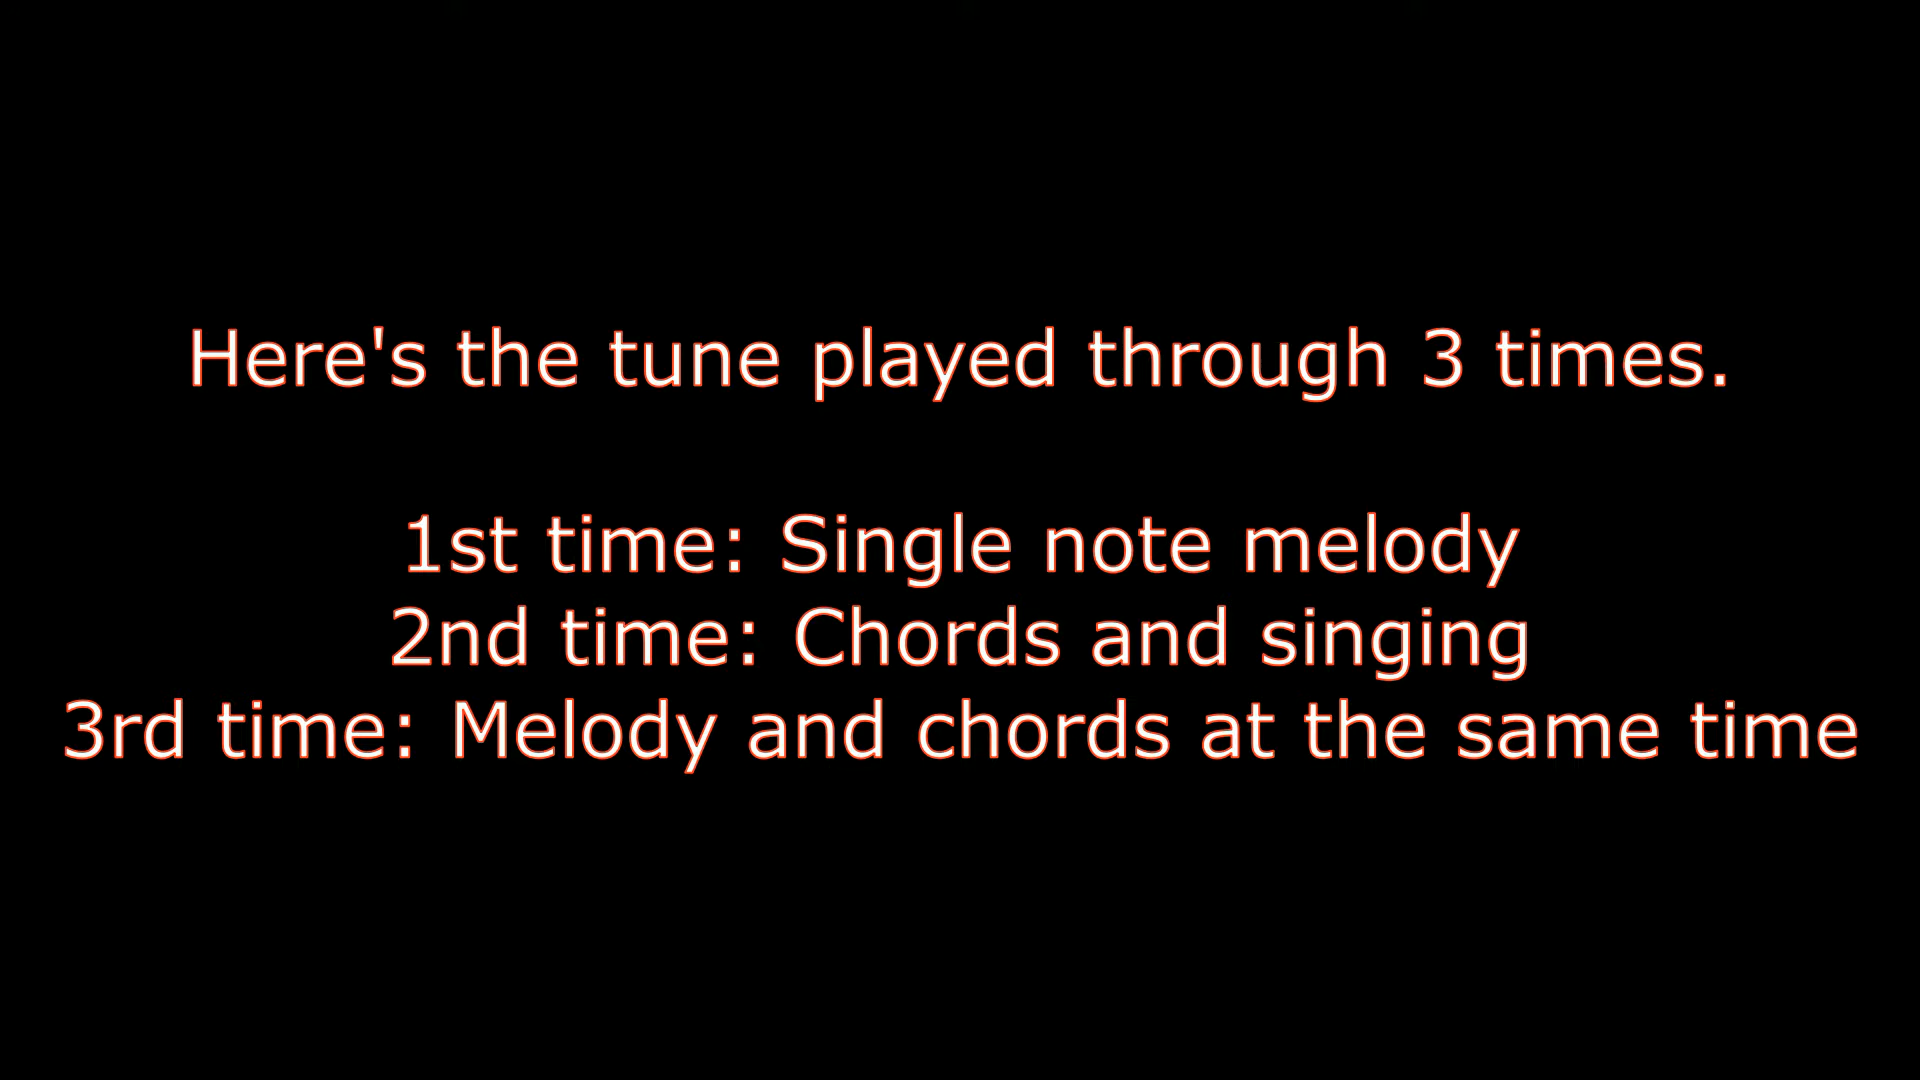 Here's the tune played through 3 times.
1st time: Single note melody
2nd time: Chords and singing
3rd time: Melody and chords at the same time